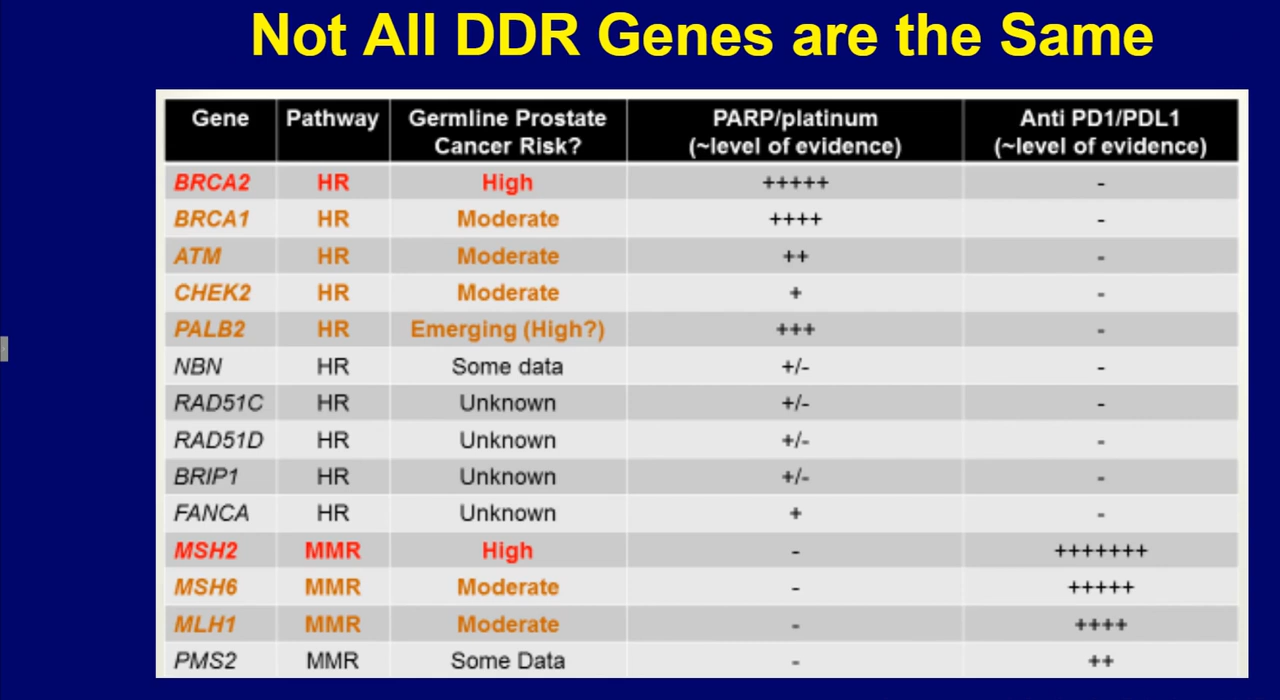 Not All DDR Genes are the Same
Gene Pathway Germline Prostate Cancer Risk? PARP/platinum (~level of evidence) Anti PD1/PDL1 (~level of evidence)
BRCA2 HR High +++++ -
BRCA1 HR Moderate ++++ -
ATM HR Moderate ++ -
CHEK2 HR Moderate + -
PALB2 HR Emerging (High?) +++ -
NBN HR Some data +/- -
RAD51C HR Unknown +/- -
RAD51D HR Unknown +/- -
BRIP1 HR Unknown +/- -
FANCA HR Unknown + -
MSH2 MMR High - +++++++
MSH6 MMR Moderate - +++++
MLH1 MMR Moderate - ++++
PMS2 MMR Some Data - ++